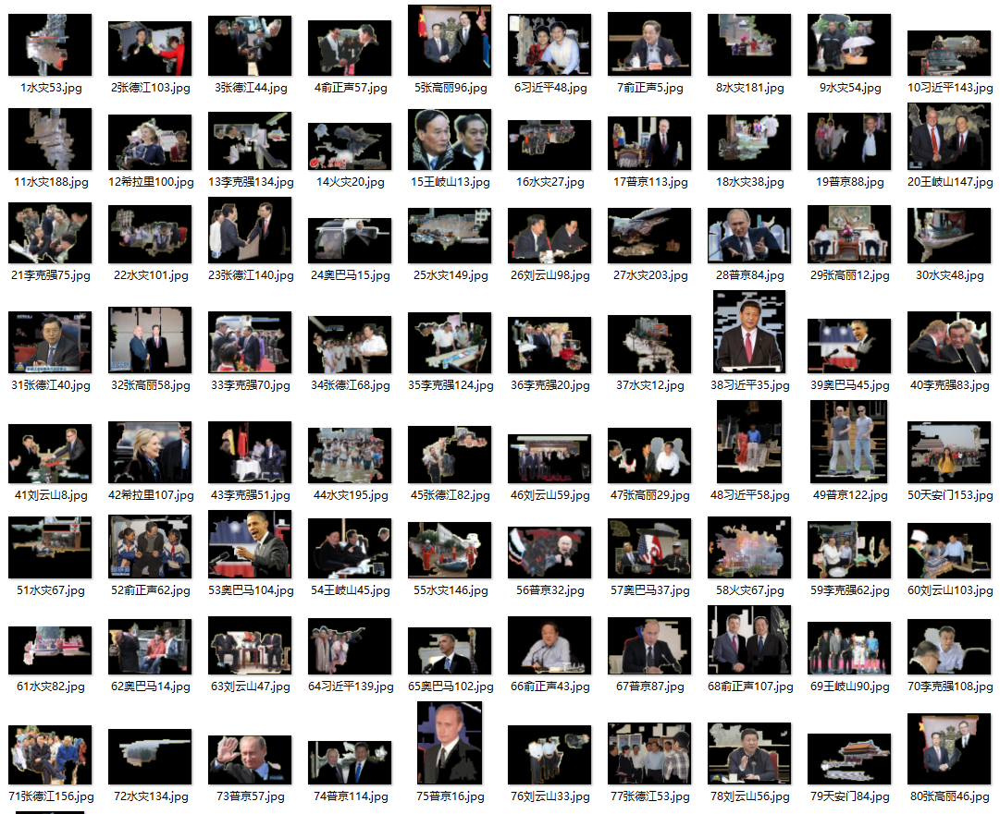 1水灾53.jpg 2张德江103.jpg 3张德江44.jpg 4俞正声57.jpg 5张高丽96.jpg 6习近平48.jpg 7俞正声5.jpg 8水灾181.jpg 9水灾54.jpg 10习近平143.jpg
11水灾188.jpg 12希拉里100.jpg 13李克强134.jpg 14火灾20.jpg 15王岐山13.jpg 16水灾27.jpg 17普京113.jpg 18水灾38.jpg 19普京88.jpg 20王岐山147.jpg
21李克强75.jpg 22水灾101.jpg 23张德江140.jpg 24奥巴马15.jpg 25水灾149.jpg 26刘云山98.jpg 27水灾203.jpg 28普京84.jpg 29张高丽12.jpg 30水灾48.jpg
31张德江40.jpg 32张高丽58.jpg 33李克强70.jpg 34张德江68.jpg 35李克强124.jpg 36李克强20.jpg 37水灾12.jpg 38习近平35.jpg 39奥巴马45.jpg 40李克强83.jpg
41刘云山8.jpg 42希拉里107.jpg 43李克强51.jpg 44水灾195.jpg 45张德江82.jpg 46刘云山59.jpg 47张高丽29.jpg 48习近平58.jpg 49普京122.jpg 50天安门153.jpg
51水灾67.jpg 52俞正声62.jpg 53奥巴马104.jpg 54王岐山45.jpg 55水灾146.jpg 56普京32.jpg 57奥巴马37.jpg 58火灾67.jpg 59李克强62.jpg 60刘云山103.jpg
61水灾82.jpg 62奥巴马14.jpg 63刘云山47.jpg 64习近平139.jpg 65奥巴马102.jpg 66俞正声43.jpg 67普京87.jpg 68俞正声107.jpg 69王岐山90.jpg 70李克强108.jpg
71张德江156.jpg 72水灾134.jpg 73普京57.jpg 74普京114.jpg 75普京16.jpg 76刘云山33.jpg 77张德江53.jpg 78刘云山56.jpg 79天安门84.jpg 80张高丽46.jpg